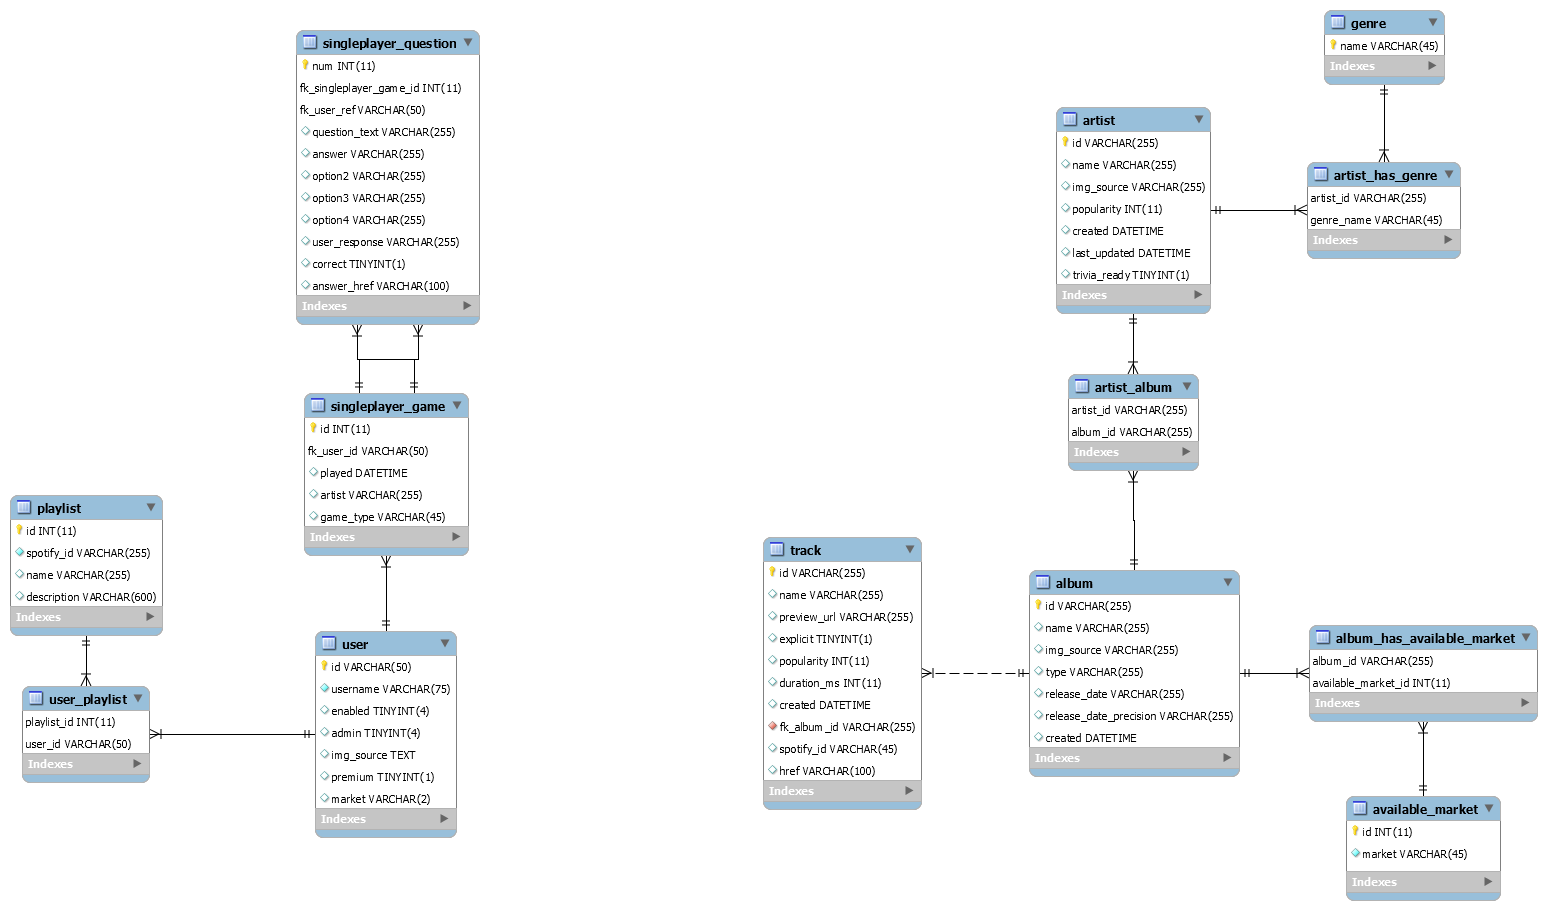 singleplayer_question
num INT(11)
fk_singleplayer_game_id INT(11)
fk_user_ref VARCHAR(50)
question_text VARCHAR(255)
answer VARCHAR(255)
option2 VARCHAR(255)
option3 VARCHAR(255)
option4 VARCHAR(255)
user_response VARCHAR(255)
correct TINYINT(1)
answer_href VARCHAR(100)
Indexes
singleplayer_game
id INT(11)
fk_user_id VARCHAR(50)
played DATETIME
artist VARCHAR(255)
game_type VARCHAR(45)
Indexes
playlist
id INT(11)
spotify_id VARCHAR(255)
name VARCHAR(255)
description VARCHAR(600)
Indexes
user_playlist
playlist_id INT(11)
user_id VARCHAR(50)
Indexes
user
id VARCHAR(50)
username VARCHAR(75)
enabled TINYINT(4)
admin TINYINT(4)
img_source TEXT
premium TINYINT(1)
market VARCHAR(2)
Indexes
genre
name VARCHAR(45)
Indexes
artist
id VARCHAR(255)
name VARCHAR(255)
img_source VARCHAR(255)
popularity INT(11)
created DATETIME
last_updated DATETIME
trivia_ready TINYINT(1)
Indexes
artist_has_genre
artist_id VARCHAR(255)
genre_name VARCHAR(45)
Indexes
artist_album
artist_id VARCHAR(255)
album_id VARCHAR(255)
Indexes
track
id VARCHAR(255)
name VARCHAR(255)
preview_url VARCHAR(255)
explicit TINYINT(1)
popularity INT(11)
duration_ms INT(11)
created DATETIME
fk_album_id VARCHAR(255)
spotify_id VARCHAR(45)
href VARCHAR(100)
Indexes
album
id VARCHAR(255)
name VARCHAR(255)
img_source VARCHAR(255)
type VARCHAR(255)
release_date VARCHAR(255)
release_date_precision VARCHAR(255)
created DATETIME
Indexes
album_has_available_market
album_id VARCHAR(255)
available_market_id INT(11)
Indexes
available_market
id INT(11)
market VARCHAR(45)
Indexes